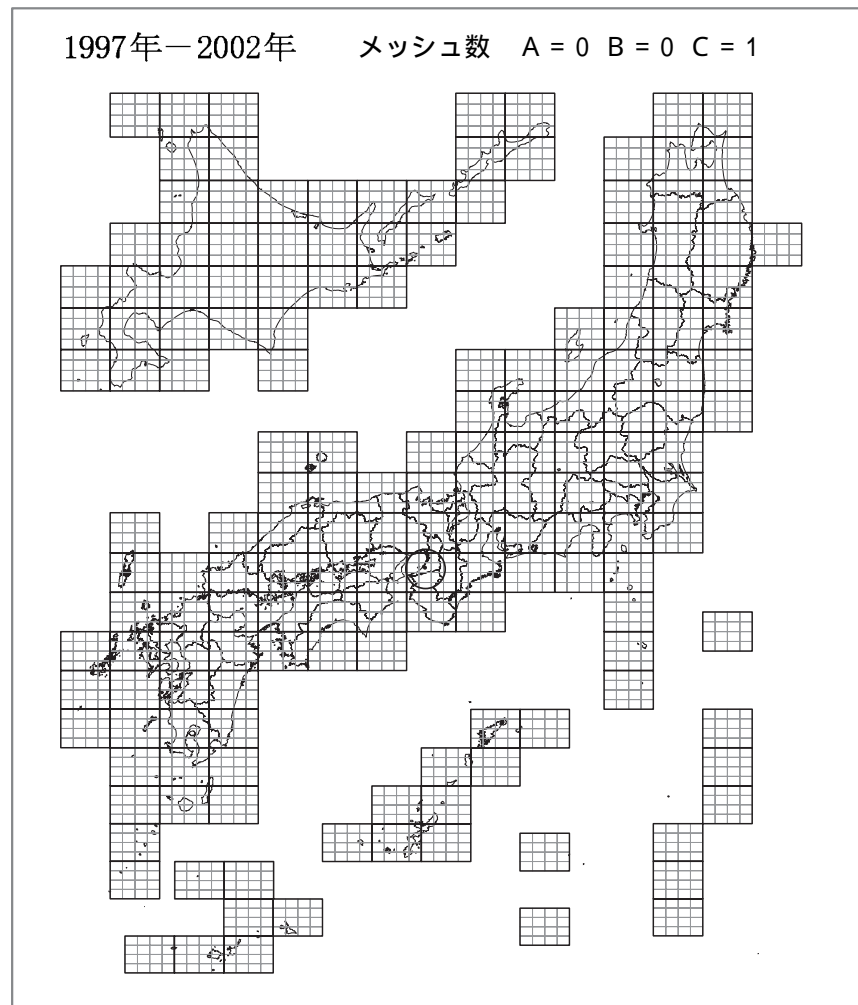 1997年－2002年　メッシュ数　A = 0 B = 0 C = 1